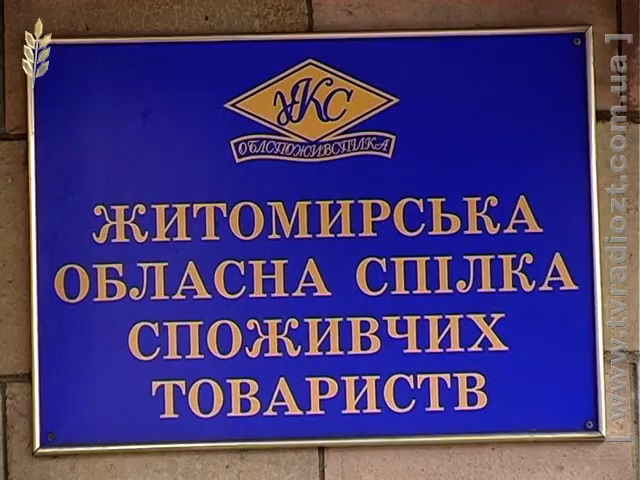 ЖКС
ОБЛСПОЖИВСПІЛКА
ЖИТОМИРСЬКА
ОБЛАСНА СПІЛКА
СПОЖИВЧИХ
ТОВАРИСТВ
[ www.tvradiozt.com.ua ]